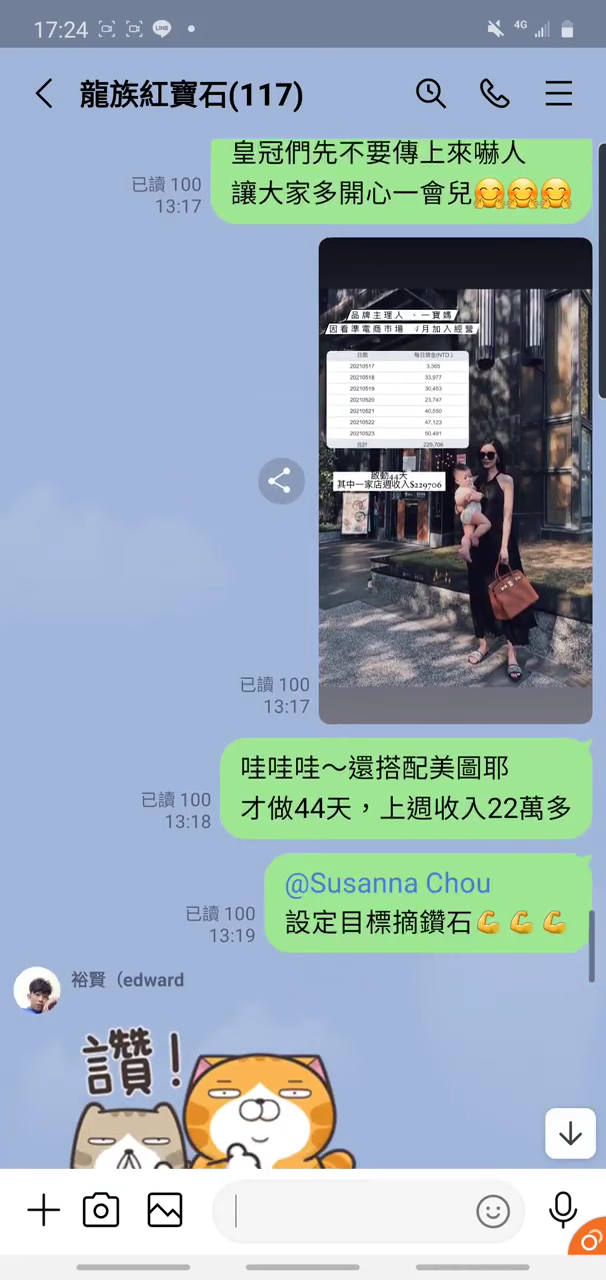 17:24
LINE
4G
龍族紅寶石(117)
皇冠們先不要傳上來嚇人
讓大家多開心一會兒🤗🤗🤗
已讀 100
13:17
品牌主理人 、一寶媽
因看準電商市場 4月加入經營
日期 每日領金(NTD.)
20210517 3,365
20210518 33,977
20210519 30,453
20210520 23,747
20210521 40,550
20210522 47,123
20210523 50,491
合計 229,706
啟動44天
其中一家店週收入$229706
已讀 100
13:17
哇哇哇～還搭配美圖耶
才做44天，上週收入22萬多
已讀 100
13:18
@Susanna Chou
設定目標摘鑽石💪💪💪
已讀 100
13:19
裕賢（edward
讚!